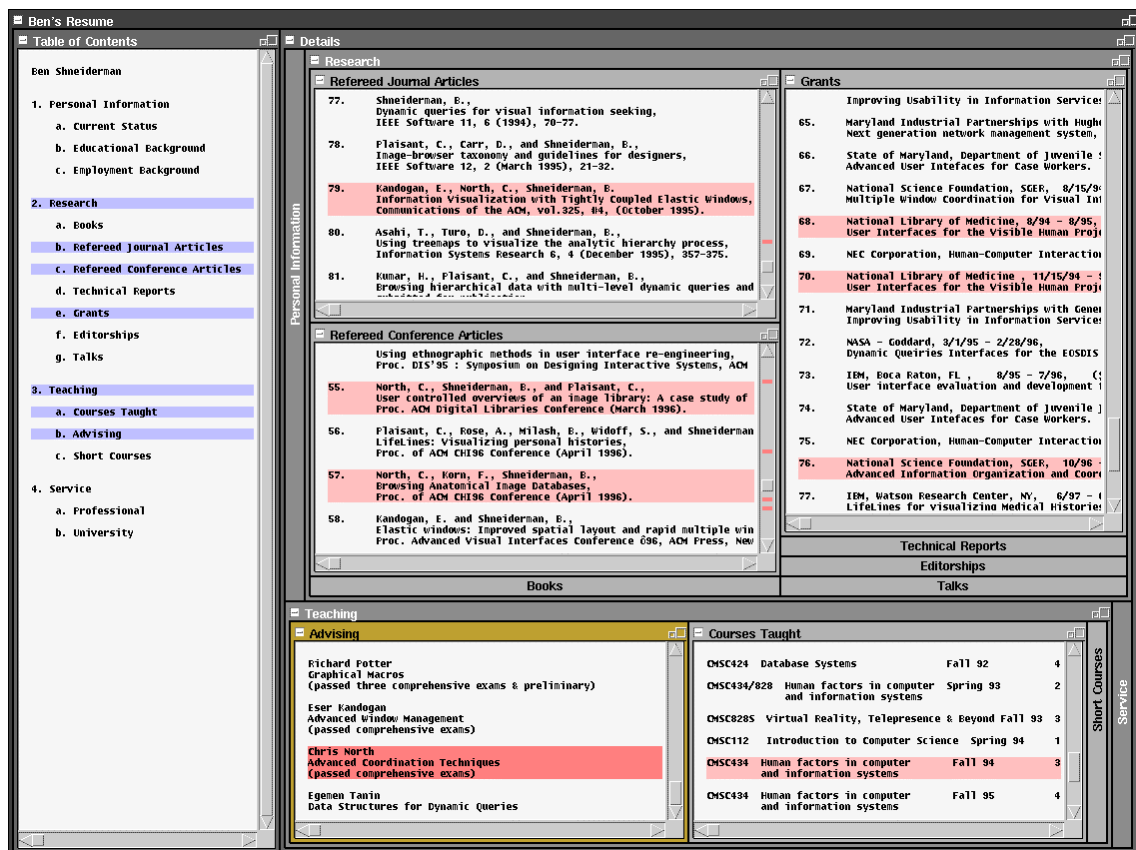 Ben's Resume
Table of Contents
Ben Shneiderman
1. Personal Information
a. Current Status
b. Educational Background
c. Employment Background
2. Research
a. Books
b. Refereed Journal Articles
c. Refereed Conference Articles
d. Technical Reports
e. Grants
f. Editorships
g. Talks
3. Teaching
a. Courses Taught
b. Advising
c. Short Courses
4. Service
a. Professional
b. University
Details
Personal Information
Research
Refereed Journal Articles
77. Shneiderman, B.,
Dynamic queries for visual information seeking,
IEEE Software 11, 6 (1994), 70-77.
78. Plaisant, C., Carr, D., and Shneiderman, B.,
Image-browser taxonomy and guidelines for designers,
IEEE Software 12, 2 (March 1995), 21-32.
79. Kandogan, E., North, C., Shneiderman, B.
Information Visualization with Tightly Coupled Elastic Windows,
Communications of the ACM, vol.325, #4, (October 1995).
80. Asahi, T., Turo, D., and Shneiderman, B.,
Using treemaps to visualize the analytic hierarchy process,
Information Systems Research 6, 4 (December 1995), 357-375.
81. Kumar, H., Plaisant, C., and Shneiderman, B.,
Browsing hierarchical data with multi-level dynamic queries and
Refereed Conference Articles
Using ethnographic methods in user interface re-engineering,
Proc. DIS'95 : Symposium on Designing Interactive Systems, ACM
55. North, C., Shneiderman, B., and Plaisant, C.,
User controlled overviews of an image library: A case study of
Proc. ACM Digital Libraries Conference (March 1996).
56. Plaisant, C., Rose, A., Milash, B., Widoff, S., and Shneiderman
LifeLines: Visualizing personal histories,
Proc. of ACM CHI96 Conference (April 1996).
57. North, C., Korn, F., Shneiderman, B.,
Browsing Anatomical Image Databases,
Proc. of ACM CHI96 Conference (April 1996).
58. Kandogan, E. and Shneiderman, B.,
Elastic windows: Improved spatial layout and rapid multiple win
Proc. Advanced Visual Interfaces Conference ô96, ACM Press, New
Books
Grants
Improving Usability in Information Services
65. Maryland Industrial Partnerships with Hugh
Next generation network management system,
66. State of Maryland, Department of Juvenile
Advanced User Intefaces for Case Workers.
67. National Science Foundation, SGER, 8/15/9
Multiple Window Coordination for Visual Inf
68. National Library of Medicine, 8/94 - 8/95,
User Interfaces for the Visible Human Proj
69. NEC Corporation, Human-Computer Interaction
70. National Library of Medicine , 11/15/94 -
User Interfaces for the Visible Human Proj
71. Maryland Industrial Partnerships with Gene
Improving Usability in Information Services
72. NASA - Goddard, 3/1/95 - 2/28/96,
Dynamic Queiries Interfaces for the EOSDIS
73. IBM, Boca Raton, FL , 8/95 - 7/96,
User interface evaluation and development
74. State of Maryland, Department of Juvenile
Advanced User Interfaces for Case Workers.
75. NEC Corporation, Human-Computer Interaction
76. National Science Foundation, SGER, 10/96 -
Advanced Information Organization and Coor
77. IBM, Watson Research Center, NY, 6/97 -
LifeLines for visualizing Medical Histories
Technical Reports
Editorships
Talks
Teaching
Advising
Richard Potter
Graphical Macros
(passed three comprehensive exams & preliminary)
Eser Kandogan
Advanced Window Management
(passed comprehensive exams)
Chris North
Advanced Coordination Techniques
(passed comprehensive exams)
Egemen Tanin
Data Structures for Dynamic Queries
Courses Taught
CMSC424 Database Systems Fall 92 4
CMSC434/828 Human factors in computer Spring 93 2
and information systems
CMSC828S Virtual Reality, Telepresence & Beyond Fall 93 3
CMSC112 Introduction to Computer Science Spring 94 1
CMSC434 Human factors in computer Fall 94 3
and information systems
CMSC434 Human factors in computer Fall 95 4
and information systems
Short Courses
Service